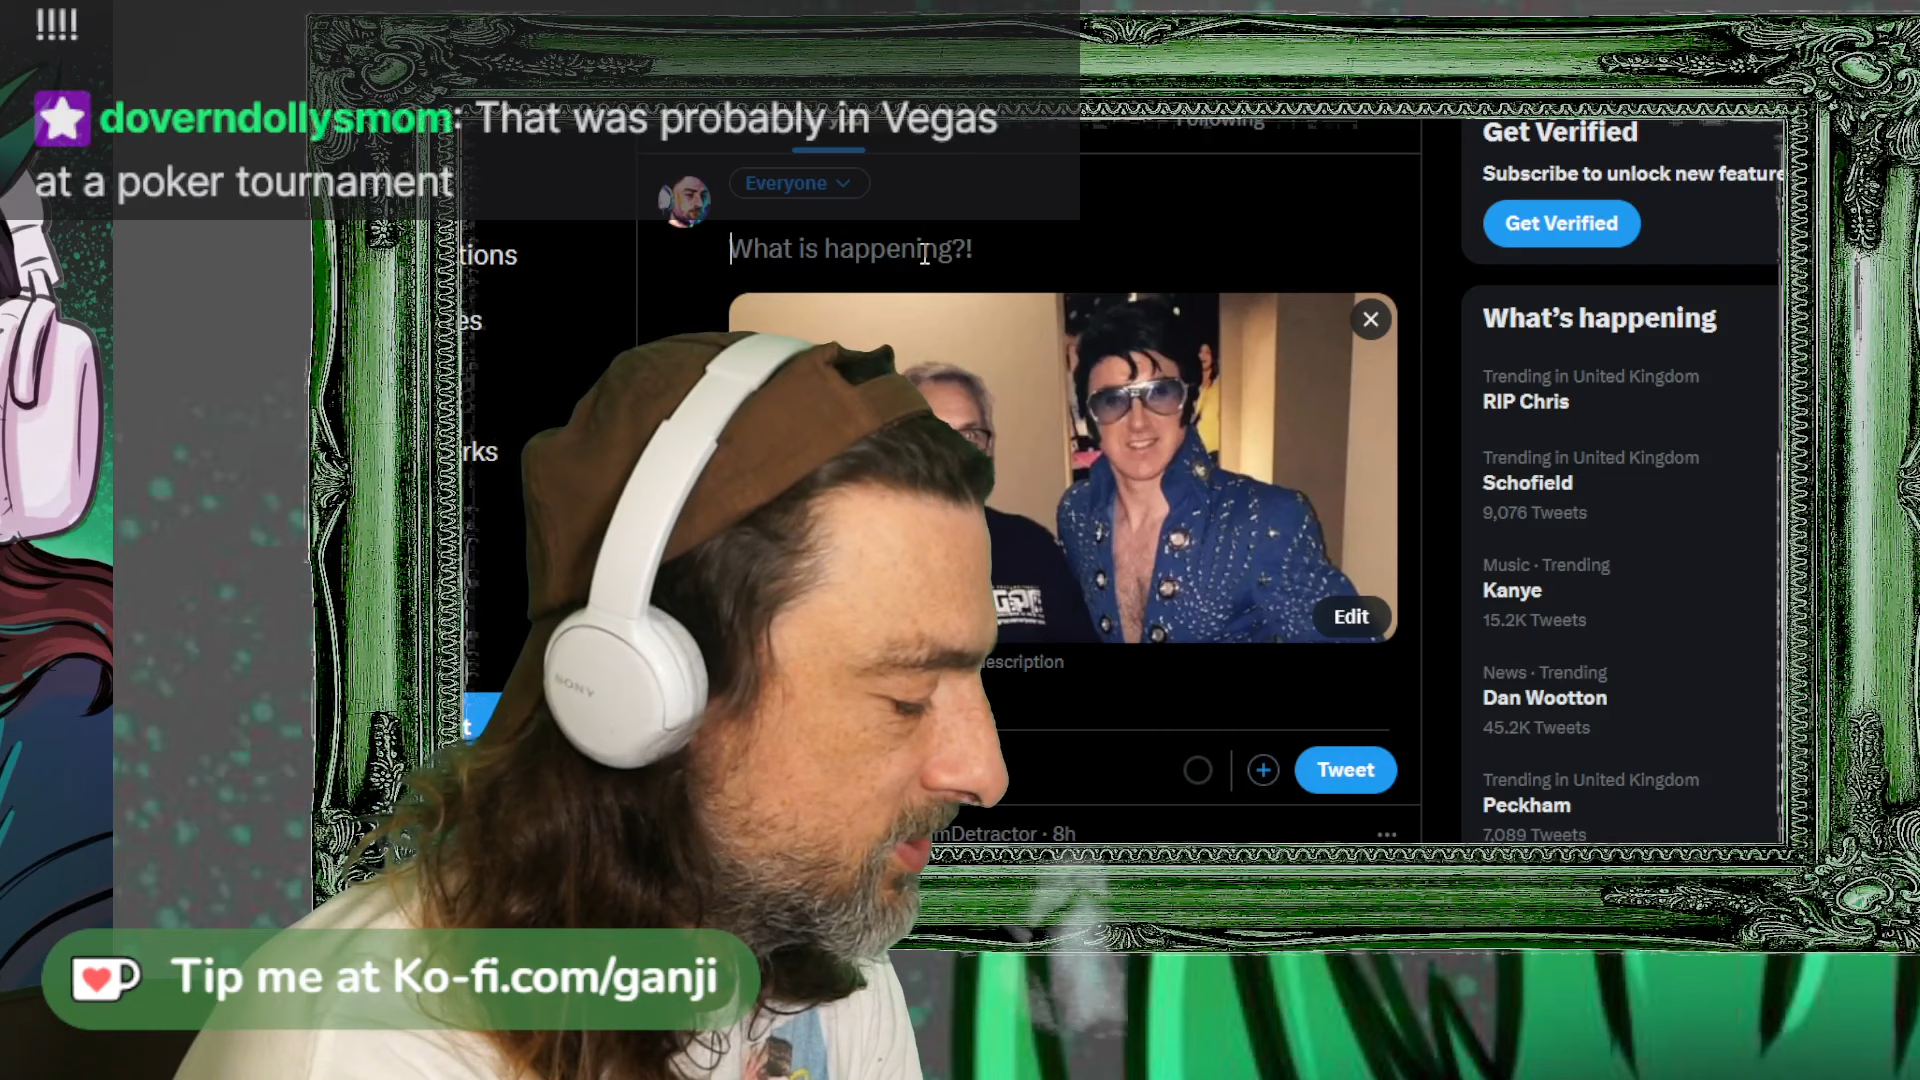 !!!!
doverndollysmom: That was probably in Vegas
at a poker tournament
Following
Everyone
What is happening?!
tions
es
rks
t
Edit
escription
Tweet
mDetractor · 8h
Get Verified
Subscribe to unlock new feature
Get Verified
What's happening
Trending in United Kingdom
RIP Chris
Trending in United Kingdom
Schofield
9,076 Tweets
Music · Trending
Kanye
15.2K Tweets
News · Trending
Dan Wootton
45.2K Tweets
Trending in United Kingdom
Peckham
7,089 Tweets
SONY
Tip me at Ko-fi.com/ganji